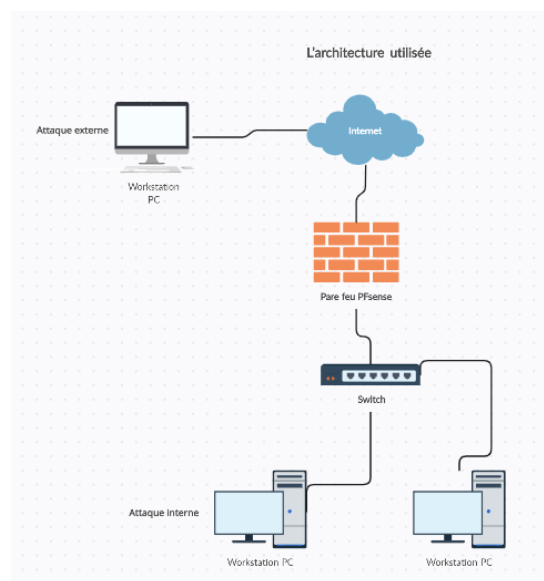 L'architecture utilisée
Attaque externe
Internet
Workstation
PC
Pare feu PFsense
Switch
Attaque interne
Workstation PC
Workstation PC